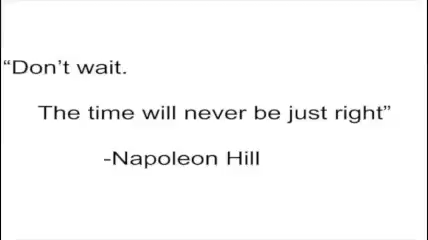 “Don’t wait.
The time will never be just right”
-Napoleon Hill